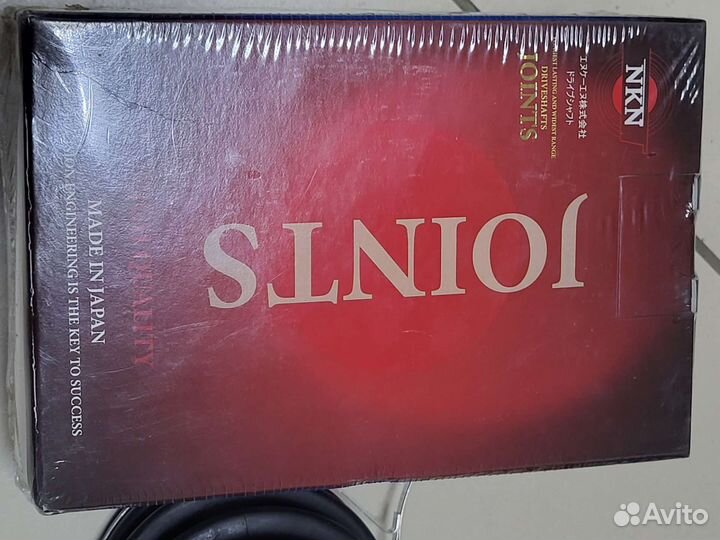 NKN
エヌケーエヌ株式会社
ドライブシャフト
LASTING AND WIDEST RANGE
DRIVESHAFTS
JOINTS
JOINTS
QUALITY
MADE IN JAPAN
ENGINEERING IS THE KEY TO SUCCESS
Avito